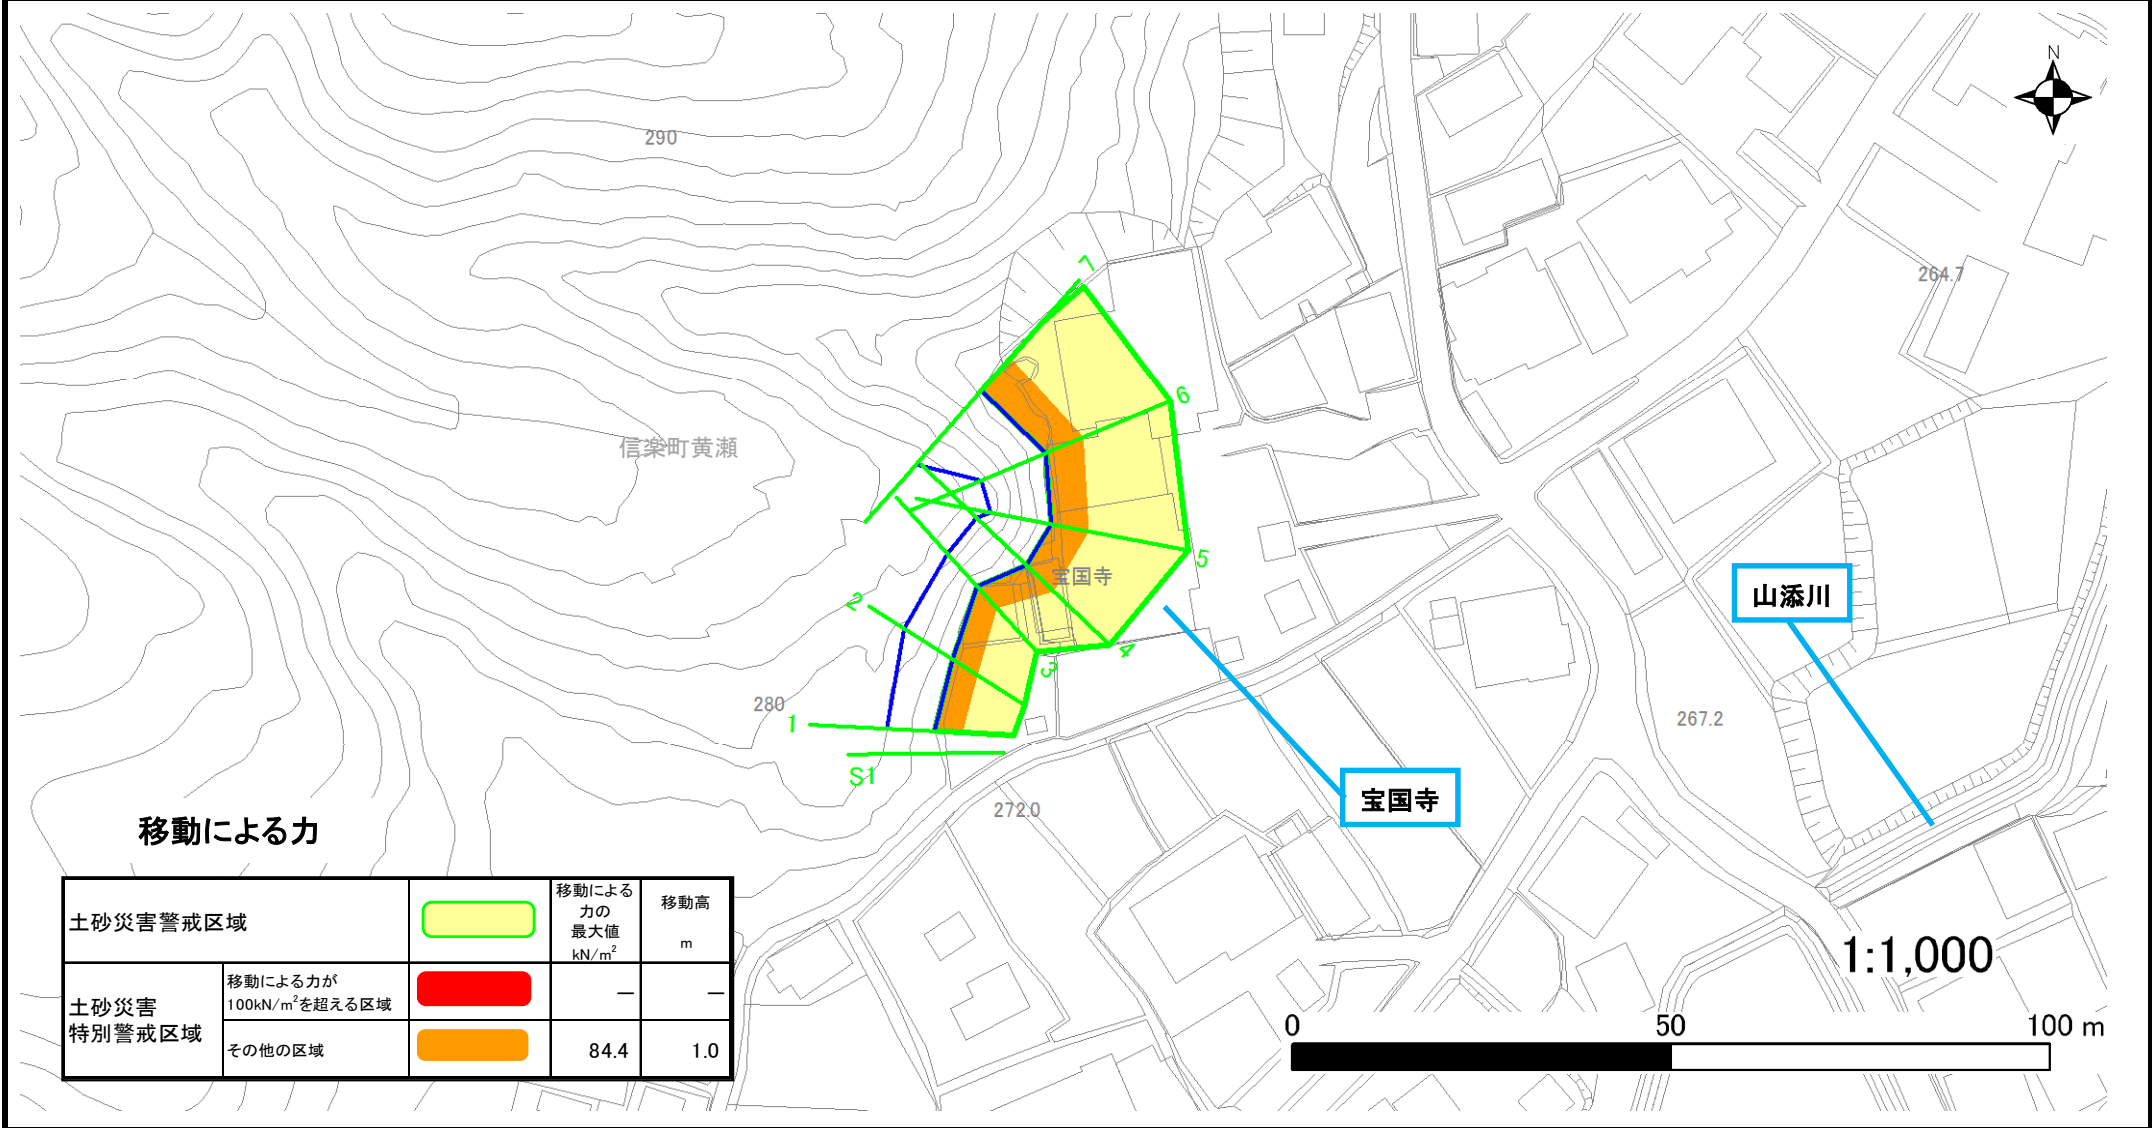 N
290
264.7
信楽町黄瀬
7
6
5
宝国寺
2
4
3
280
1
S1
山添川
267.2
宝国寺
272.0
移動による力
土砂災害警戒区域
移動による
力の
最大値
kN/m²
移動高
m
土砂災害
特別警戒区域
移動による力が
100kN/m²を超える区域
―
―
その他の区域
84.4
1.0
1:1,000
0
50
100 m